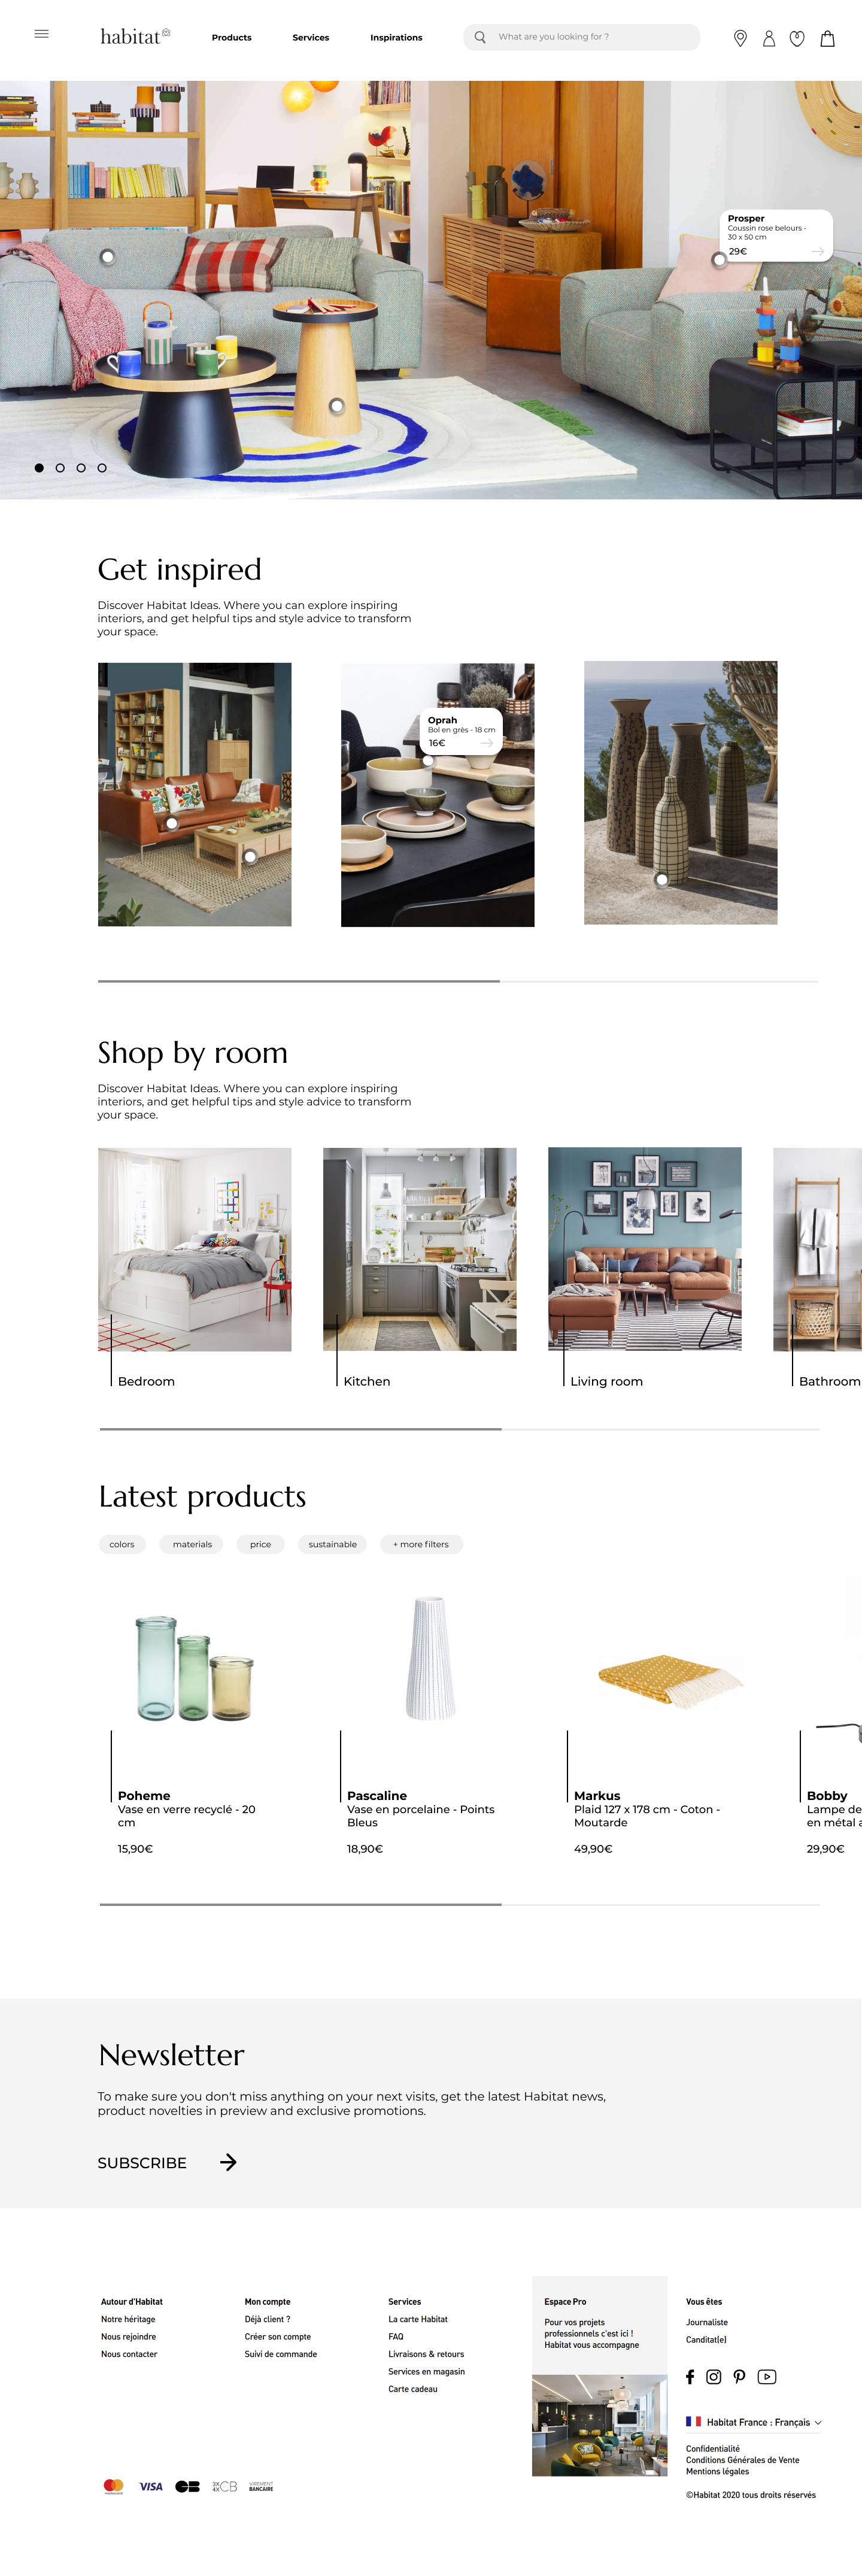 habitat
Products
Services
Inspirations
What are you looking for ?
Prosper
Coussin rose belours -
30 x 50 cm
29€
Get inspired
Discover Habitat Ideas. Where you can explore inspiring
interiors, and get helpful tips and style advice to transform
your space.
Oprah
Bol en grès - 18 cm
16€
Shop by room
Discover Habitat Ideas. Where you can explore inspiring
interiors, and get helpful tips and style advice to transform
your space.
Bedroom
Kitchen
Living room
Bathroom
Latest products
colors
materials
price
sustainable
+ more filters
Poheme
Vase en verre recyclé - 20
cm
15,90€
Pascaline
Vase en porcelaine - Points
Bleus
18,90€
Markus
Plaid 127 x 178 cm - Coton -
Moutarde
49,90€
Bobby
Lampe de
en métal a
29,90€
Newsletter
To make sure you don't miss anything on your next visits, get the latest Habitat news,
product novelties in preview and exclusive promotions.
SUBSCRIBE
Autour d'Habitat
Notre héritage
Nous rejoindre
Nous contacter
Mon compte
Déjà client ?
Créer son compte
Suivi de commande
Services
La carte Habitat
FAQ
Livraisons & retours
Services en magasin
Carte cadeau
Espace Pro
Pour vos projets
professionnels c'est ici !
Habitat vous accompagne
Vous êtes
Journaliste
Canditat(e)
Habitat France : Français
Confidentialité
Conditions Générales de Vente
Mentions légales
©Habitat 2020 tous droits réservés
mastercard
VISA
CB
3X
4X CB
VIREMENT
BANCAIRE